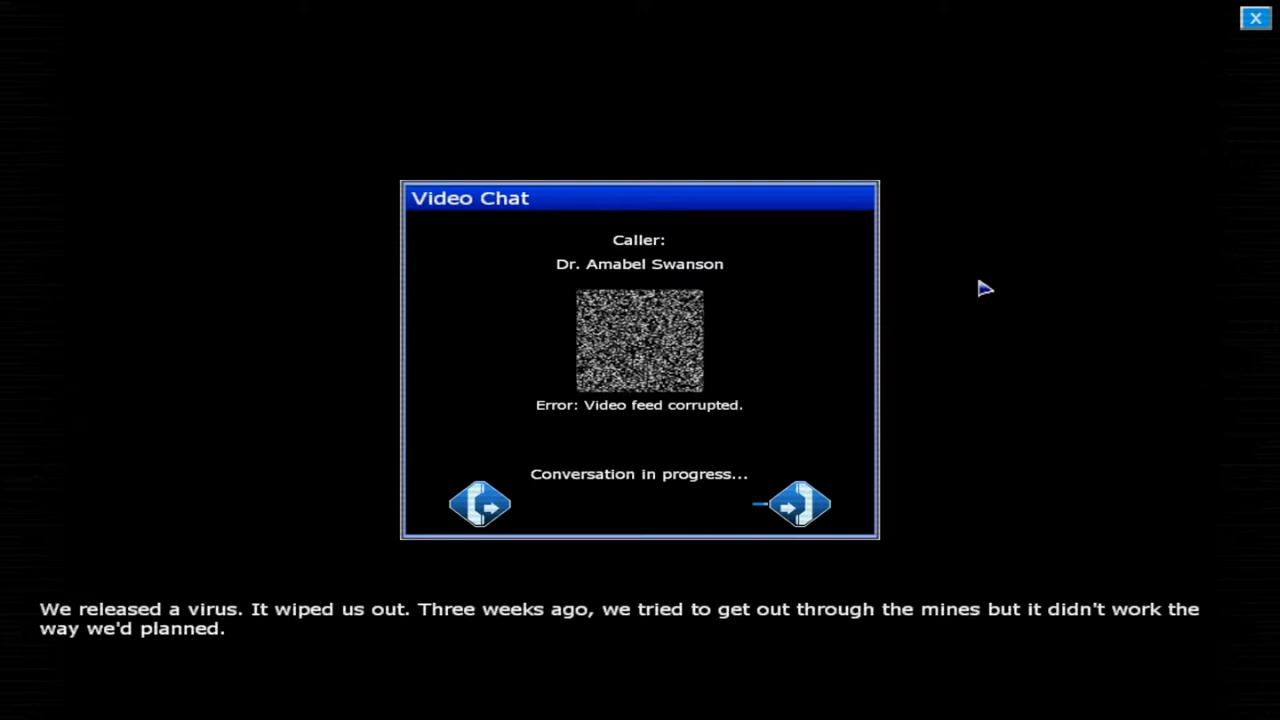 X
Video Chat
Caller:
Dr. Amabel Swanson
Error: Video feed corrupted.
Conversation in progress...
We released a virus. It wiped us out. Three weeks ago, we tried to get out through the mines but it didn't work the
way we'd planned.